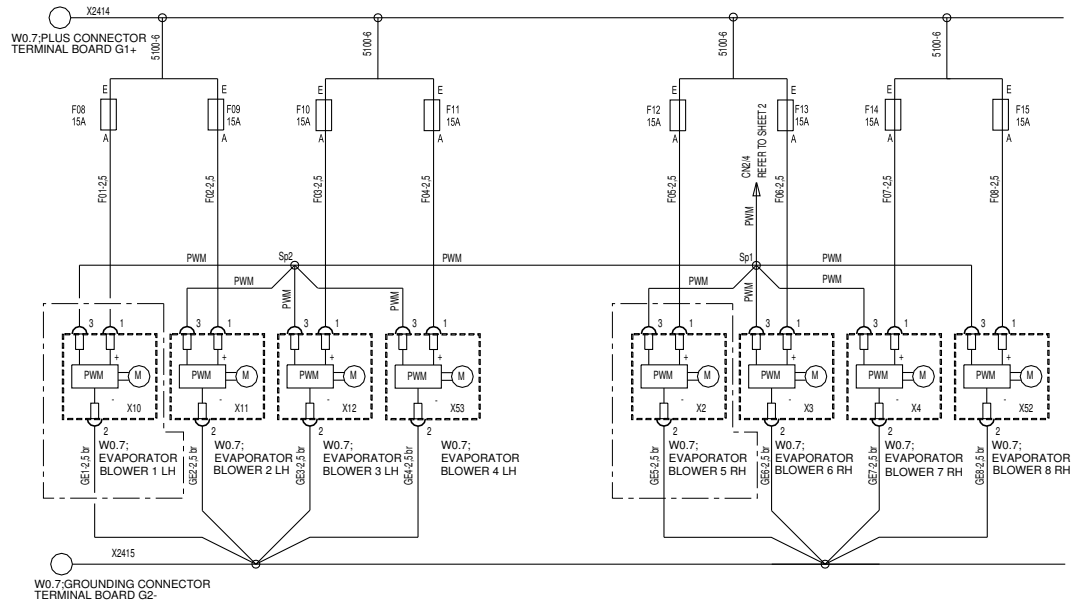 X2414
W0.7;PLUS CONNECTOR
TERMINAL BOARD G1+
5100-6
5100-6
5100-6
5100-6
E E E E E E E E
F08 15A
F09 15A
F10 15A
F11 15A
F12 15A
F13 15A
F14 15A
F15 15A
A A A A A A A A
CN2/4
REFER TO SHEET 2
F01-2,5
F02-2,5
F03-2,5
F04-2,5
F05-2,5
F06-2,5
F07-2,5
F08-2,5
PWM
PWM Sp2 PWM Sp1 PWM
PWM PWM PWM PWM PWM PWM
3 1 3 1 3 1 3 1 3 1 3 1 3 1 3 1
+ + + + + + + +
PWM M PWM M PWM M PWM M PWM M PWM M PWM M PWM M
- - - - - - - -
X10 X11 X12 X53 X2 X3 X4 X52
2 2 2 2 2 2 2 2
GE1-2,5 br
W0.7;
EVAPORATOR
BLOWER 1 LH
GE2-2,5 br
W0.7;
EVAPORATOR
BLOWER 2 LH
GE3-2,5 br
W0.7;
EVAPORATOR
BLOWER 3 LH
GE4-2,5 br
W0.7;
EVAPORATOR
BLOWER 4 LH
GE5-2,5 br
W0.7;
EVAPORATOR
BLOWER 5 RH
GE6-2,5 br
W0.7;
EVAPORATOR
BLOWER 6 RH
GE7-2,5 br
W0.7;
EVAPORATOR
BLOWER 7 RH
GE8-2,5 br
W0.7;
EVAPORATOR
BLOWER 8 RH
X2415
W0.7;GROUNDING CONNECTOR
TERMINAL BOARD G2-